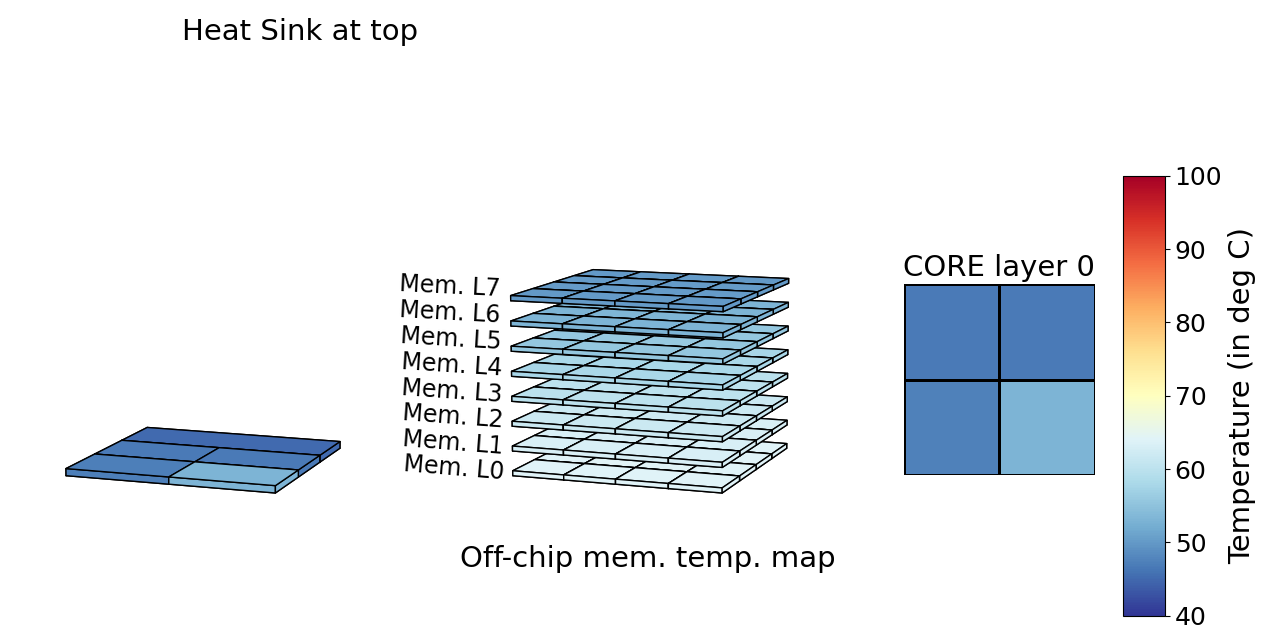 Heat Sink at top
Mem. L7
Mem. L6
Mem. L5
Mem. L4
Mem. L3
Mem. L2
Mem. L1
Mem. L0
Off-chip mem. temp. map
CORE layer 0
100
90
80
70
60
50
40
Temperature (in deg C)